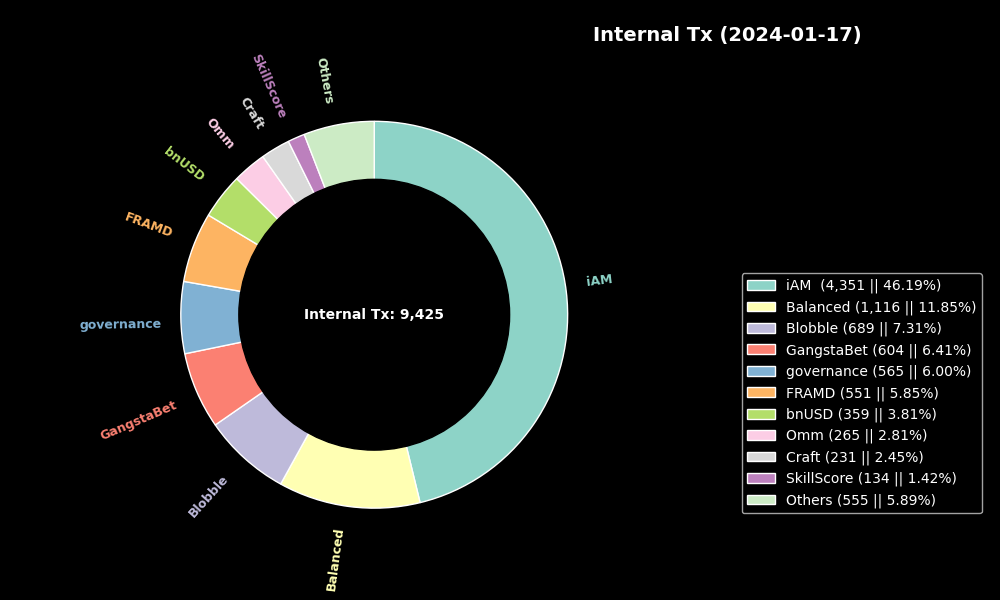 Internal Tx (2024-01-17)
Others
SkillScore
Craft
Omm
bnUSD
FRAMD
governance
GangstaBet
Blobble
Balanced
iAM
Internal Tx: 9,425
iAM  (4,351 || 46.19%)
Balanced (1,116 || 11.85%)
Blobble (689 || 7.31%)
GangstaBet (604 || 6.41%)
governance (565 || 6.00%)
FRAMD (551 || 5.85%)
bnUSD (359 || 3.81%)
Omm (265 || 2.81%)
Craft (231 || 2.45%)
SkillScore (134 || 1.42%)
Others (555 || 5.89%)